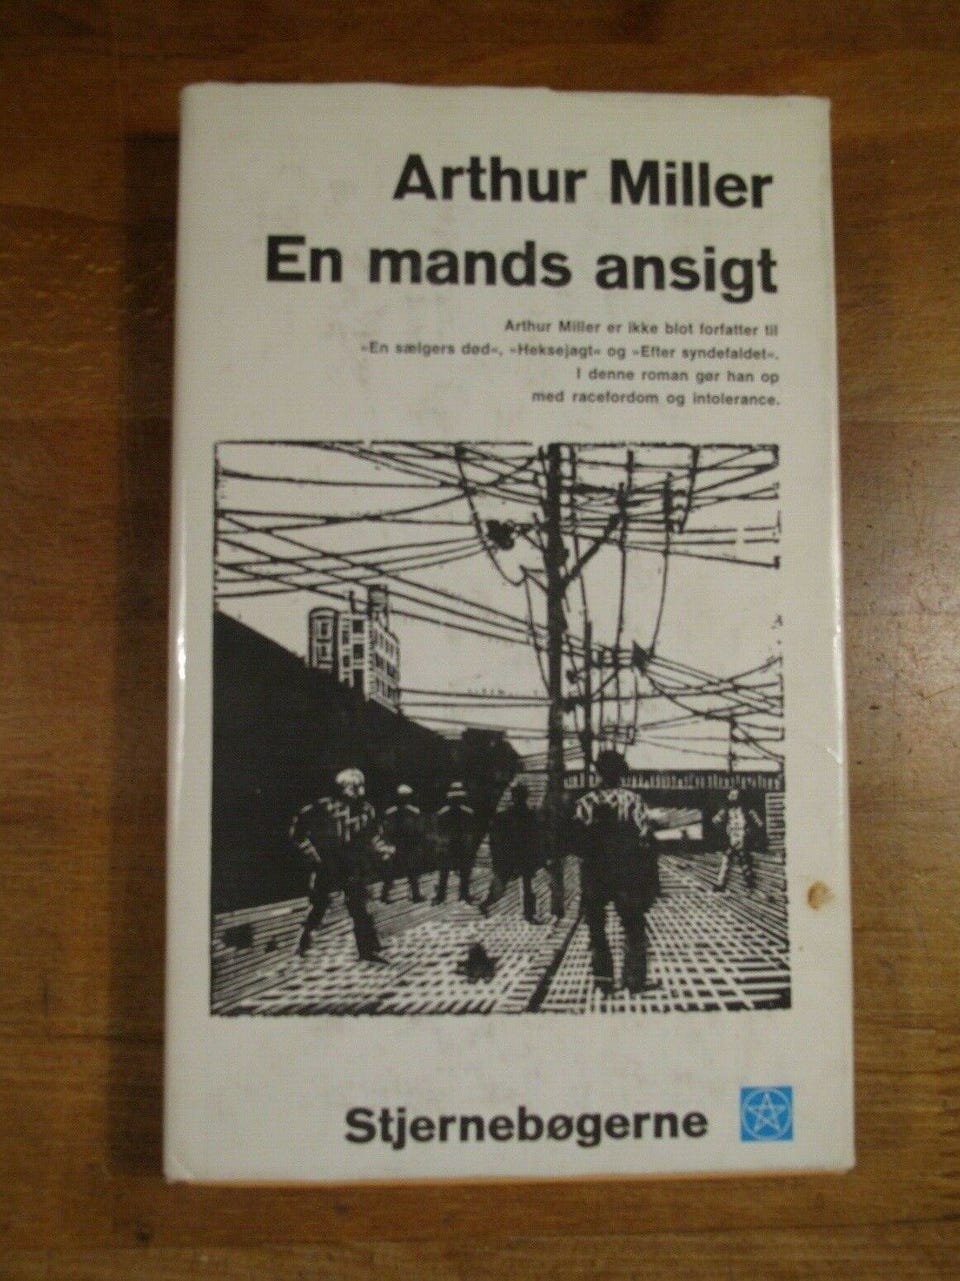 Arthur Miller
En mands ansigt
Arthur Miller er ikke blot forfatter til
»En sælgers død«, »Heksejagt« og »Efter syndefaldet«.
I denne roman gør han op
med racefordom og intolerance.
Stjernebøgerne